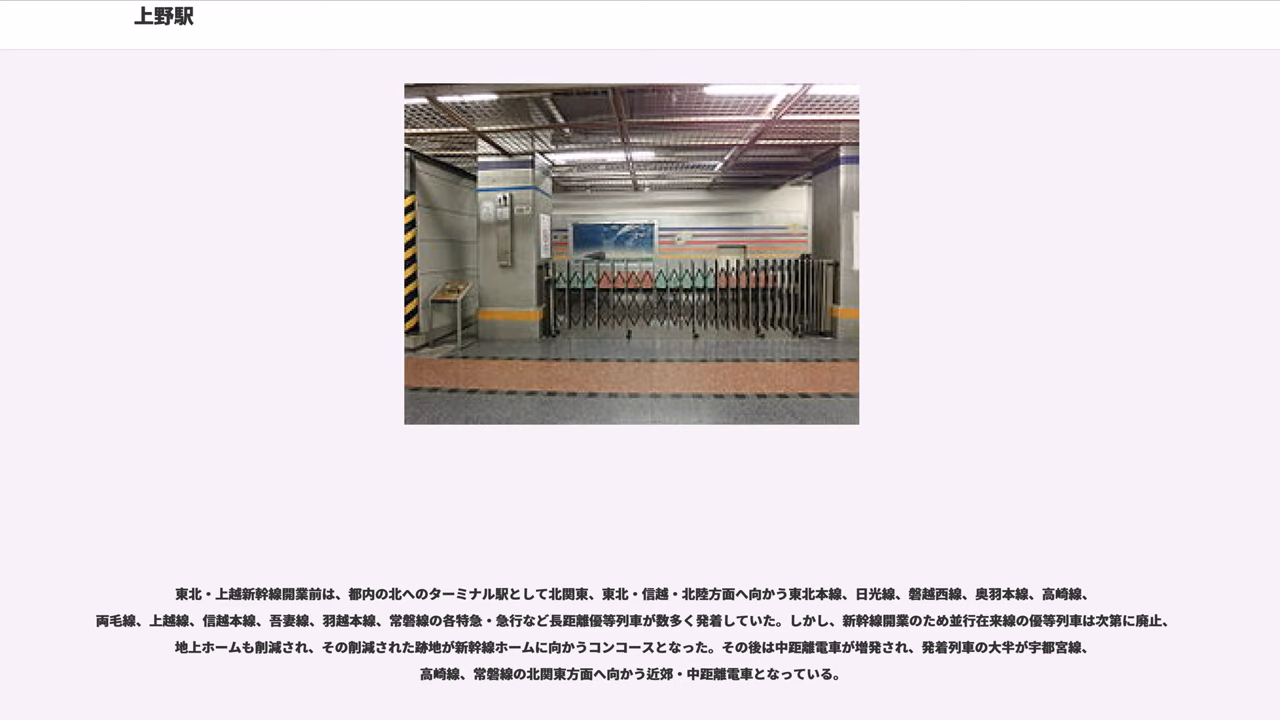 上野駅
東北・上越新幹線開業前は、都内の北へのターミナル駅として北関東、東北・信越・北陸方面へ向かう東北本線、日光線、磐越西線、奥羽本線、高崎線、
両毛線、上越線、信越本線、吾妻線、羽越本線、常磐線の各特急・急行など長距離優等列車が数多く発着していた。しかし、新幹線開業のため並行在来線の優等列車は次第に廃止、
地上ホームも削減され、その削減された跡地が新幹線ホームに向かうコンコースとなった。その後は中距離電車が増発され、発着列車の大半が宇都宮線、
高崎線、常磐線の北関東方面へ向かう近郊・中距離電車となっている。